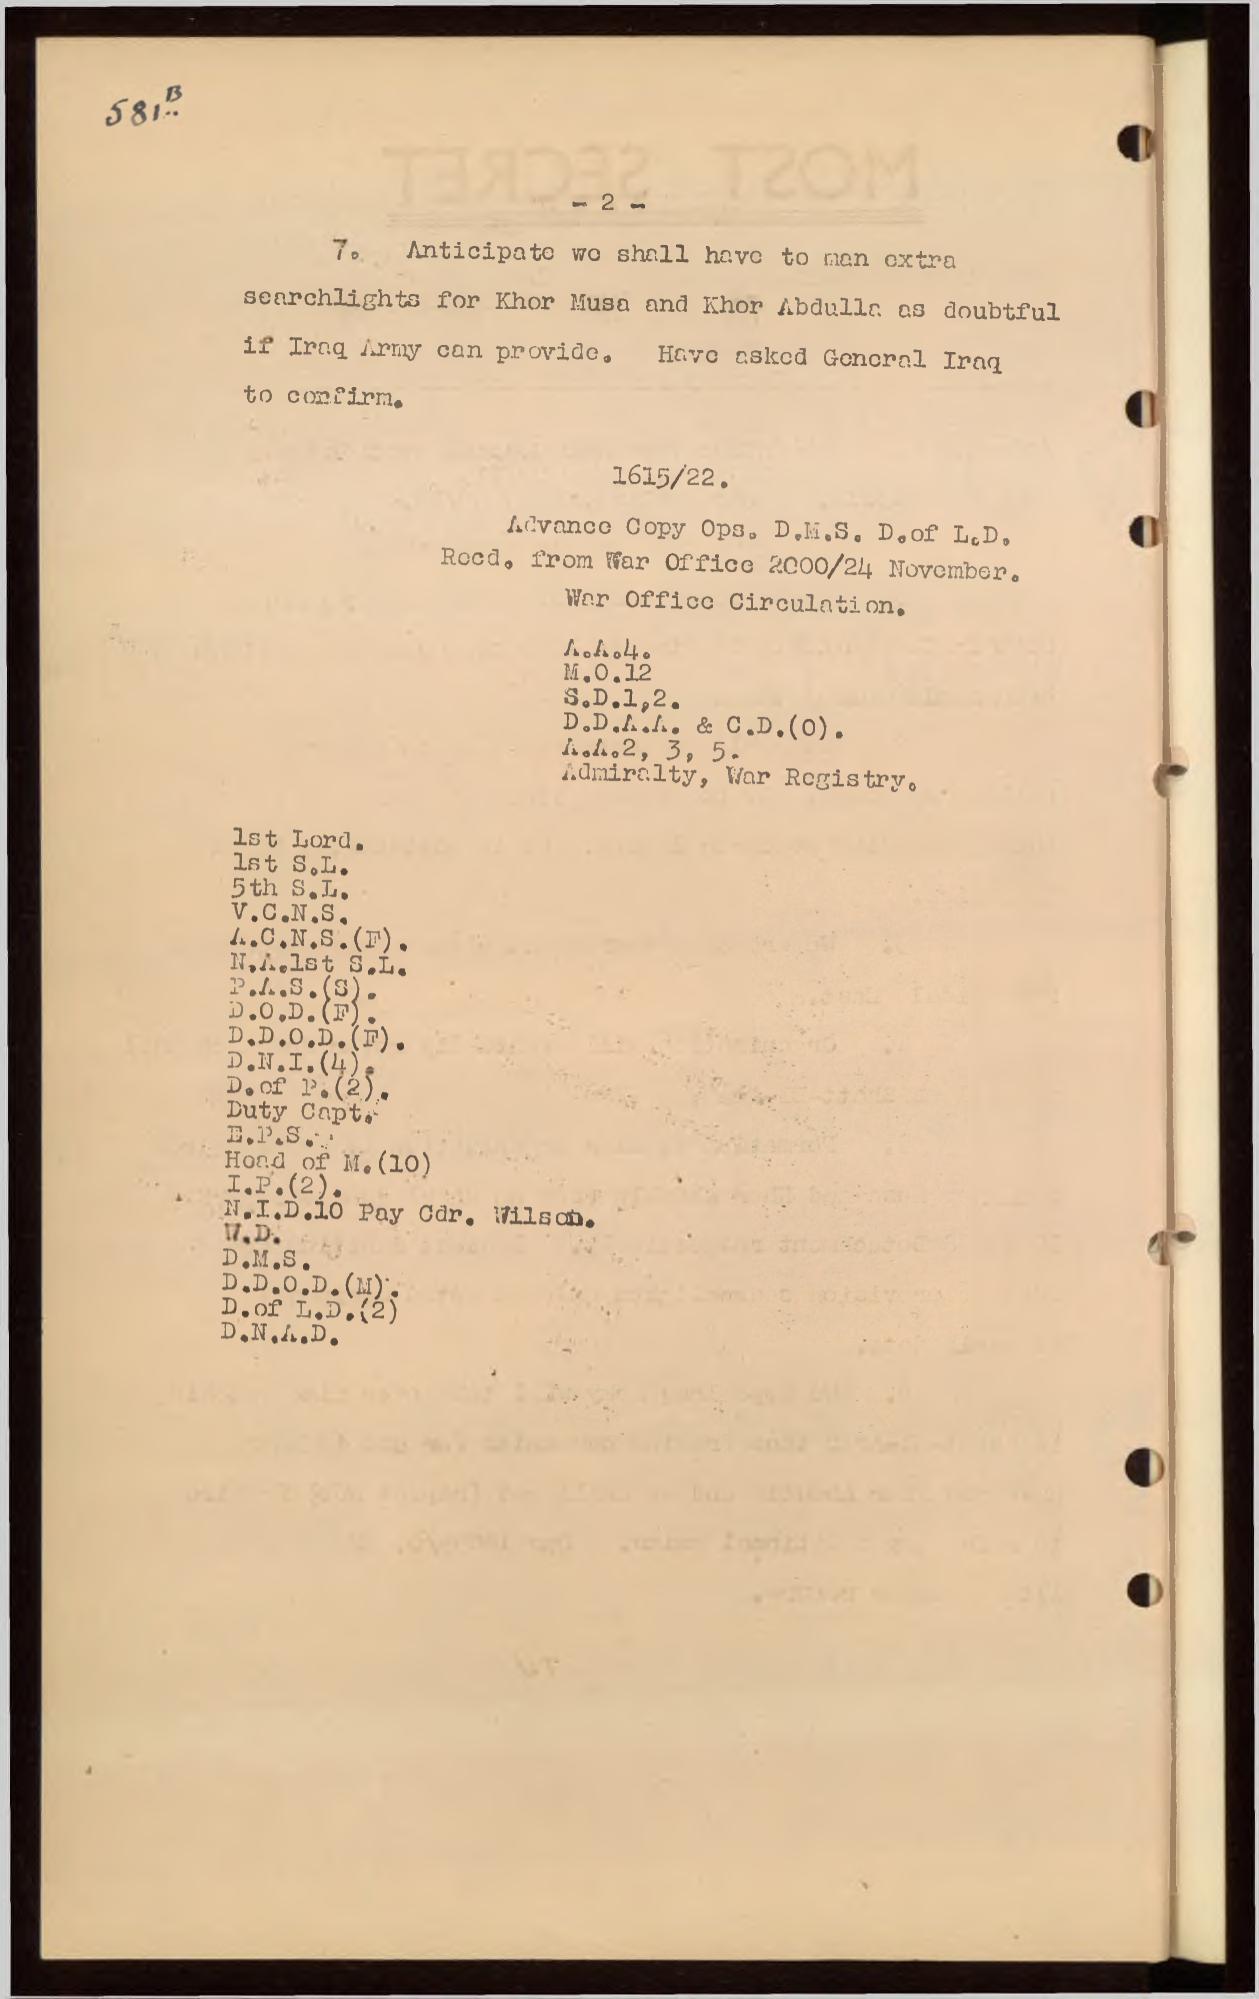 581B
- 2 -
7. Anticipate we shall have to man extra
searchlights for Khor Musa and Khor Abdulla as doubtful
if Iraq Army can provide. Have asked General Iraq
to confirm.
1615/22.
Advance Copy Ops. D.M.S. D.of L.D.
Recd. from War Office 2000/24 November.
War Office Circulation.
A.A.4.
M.O.12
S.D.1,2.
D.D.A.A. & C.D.(O).
A.A.2, 3, 5.
Admiralty, War Registry.
1st Lord.
1st S.L.
5th S.L.
V.C.N.S.
A.C.N.S.(F).
N.A.1st S.L.
P.A.S.(S).
D.O.D.(F).
D.D.O.D.(F).
D.N.I.(4).
D.of P.(2).
Duty Capt.
E.P.S.
Head of M.(10)
I.P.(2).
N.I.D.10 Pay Cdr. Wilson.
W.D.
D.M.S.
D.D.O.D.(M).
D.of L.D.(2)
D.N.A.D.